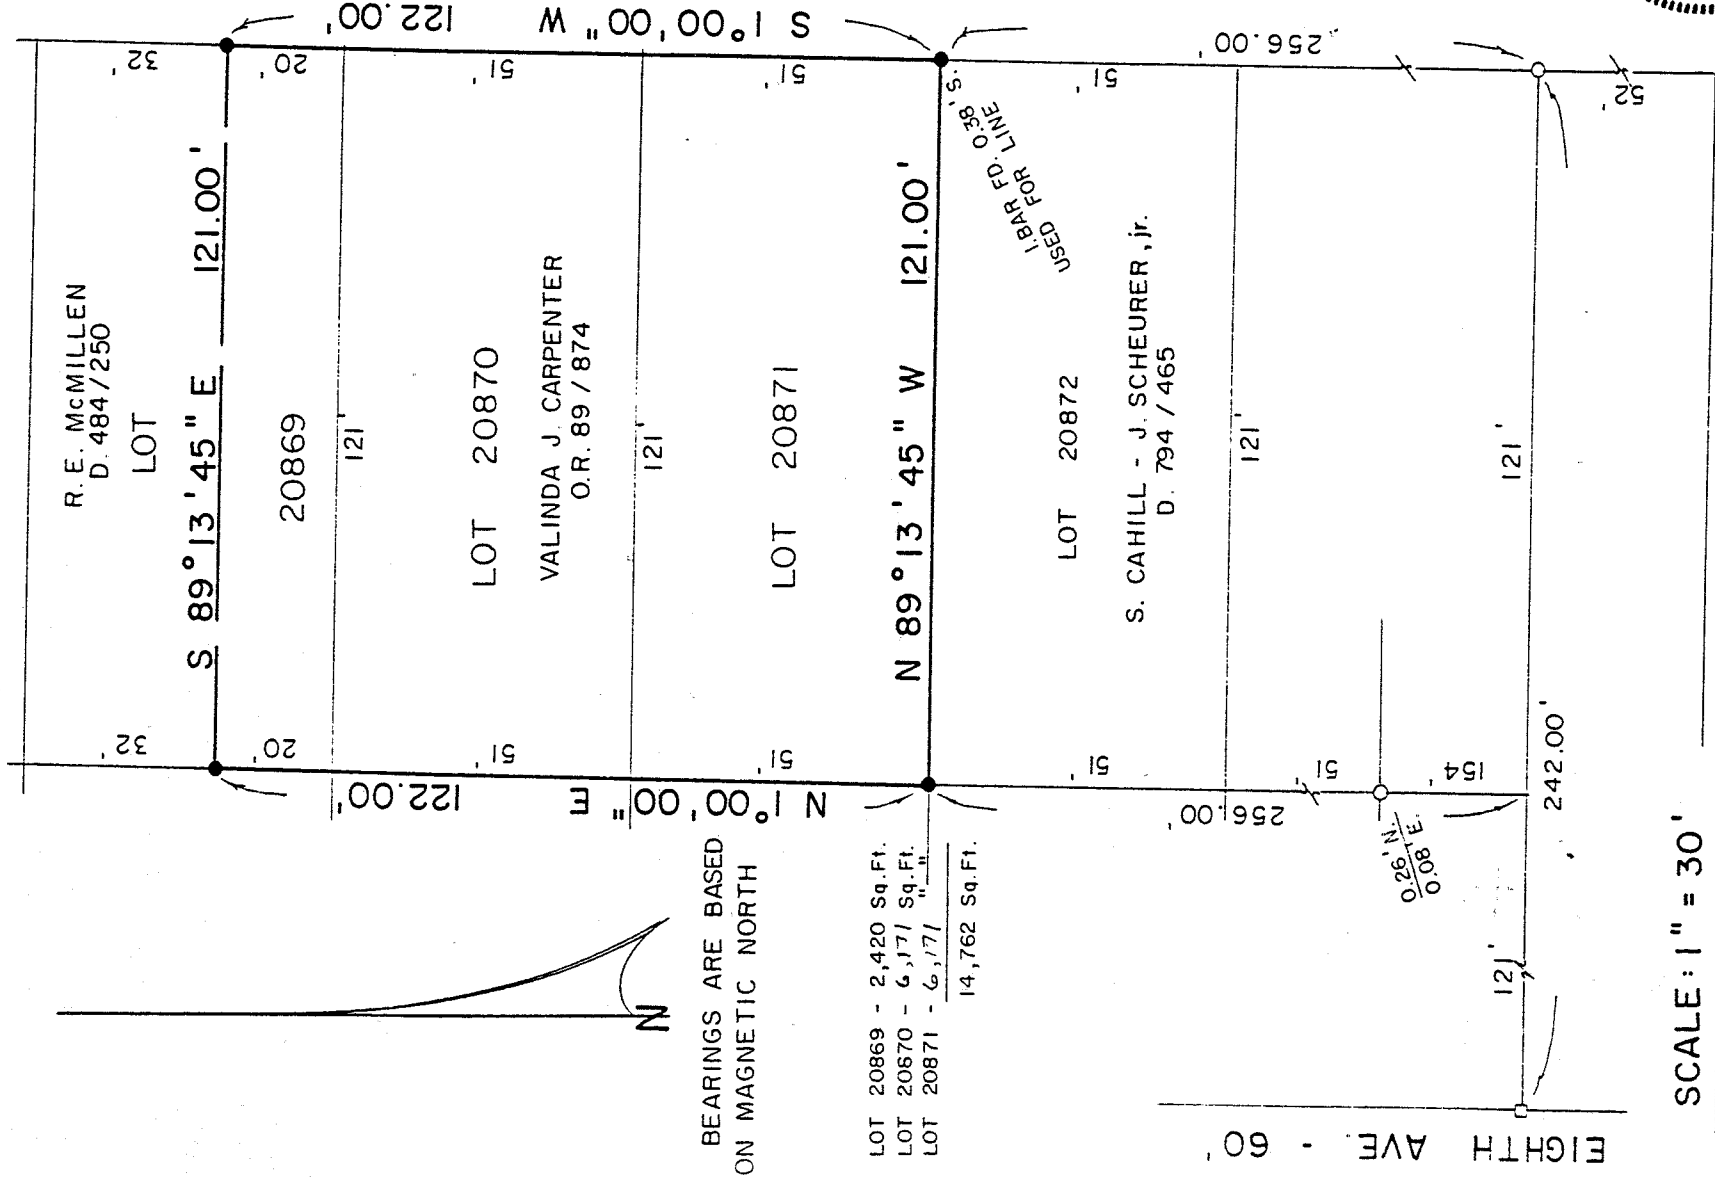 S 1°00'00" W 122.00'
32'
20'
51'
51'
51'
256.00'
52'
R. E. McMILLEN
D. 484/250
LOT
S 89°13'45" E 121.00'
20869
121'
LOT 20870
VALINDA J. CARPENTER
O.R. 89 / 874
121'
LOT 20871
N 89°13'45" W 121.00'
I.BAR FD. 0.38' S.
USED FOR LINE
LOT 20872
S. CAHILL - J. SCHEURER, jr.
D. 794 / 465
121'
121'
32'
20'
51'
51'
51'
51'
154'
N 1°00'00" E 122.00'
256.00'
242.00'
0.26' N.
0.08' E.
121'
N
BEARINGS ARE BASED
ON MAGNETIC NORTH
LOT 20869 - 2,420 Sq.Ft.
LOT 20870 - 6,171 Sq.Ft.
LOT 20871 - 6,171 " "
14,762 Sq.Ft.
EIGHTH AVE. - 60'
SCALE: 1" = 30'